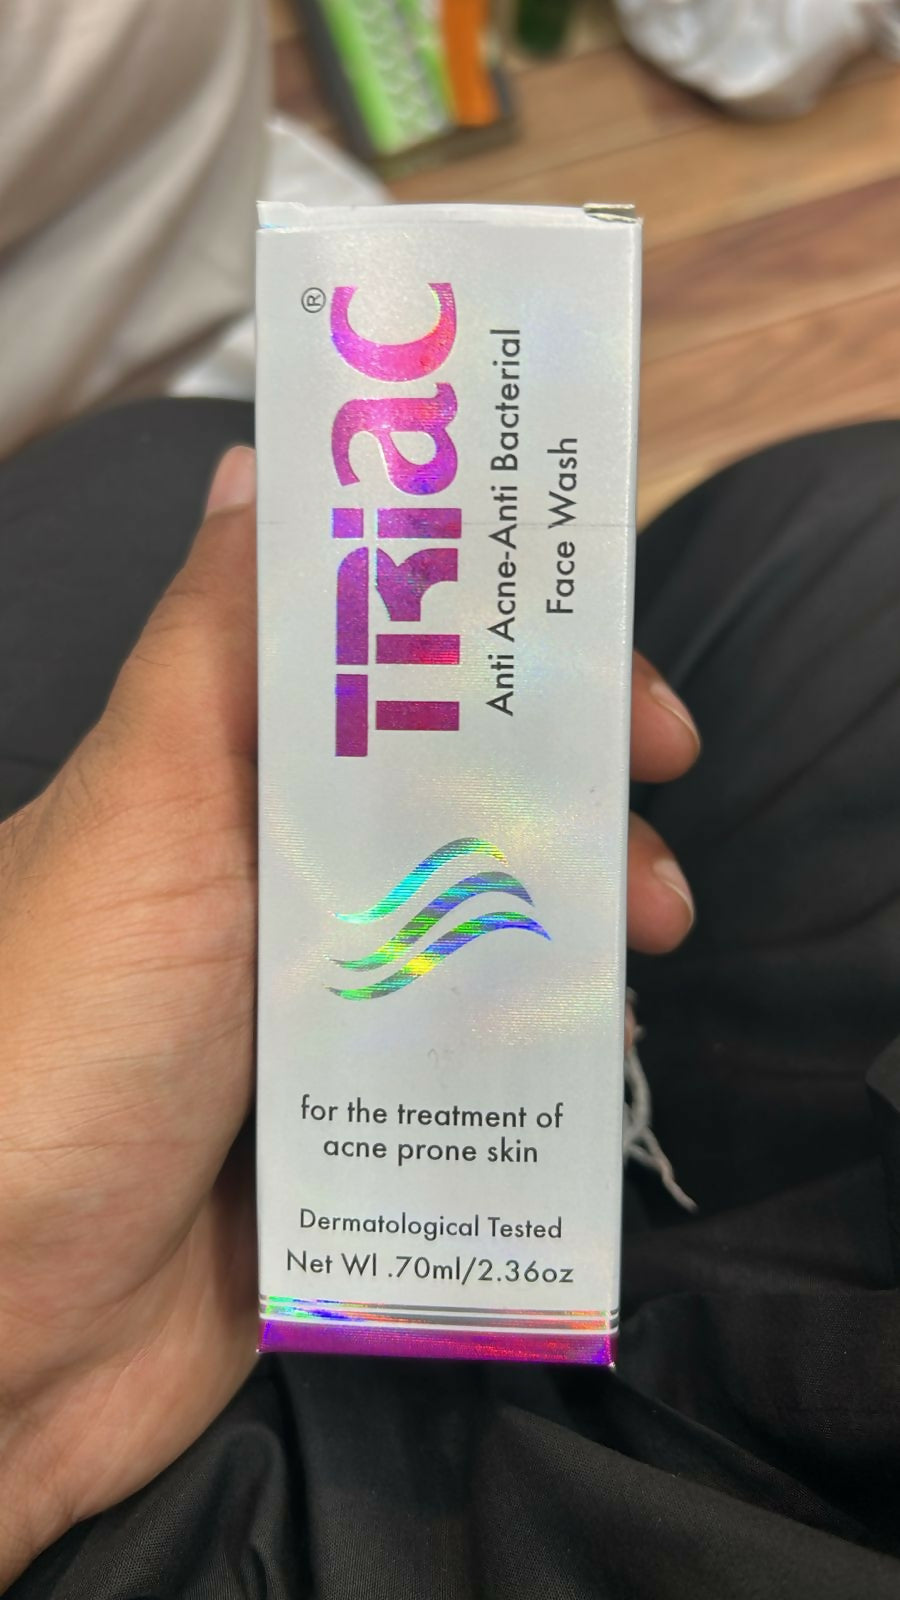 TRIac®
Anti Acne-Anti Bacterial
Face Wash
for the treatment of
acne prone skin
Dermatological Tested
Net Wl .70ml/2.36oz